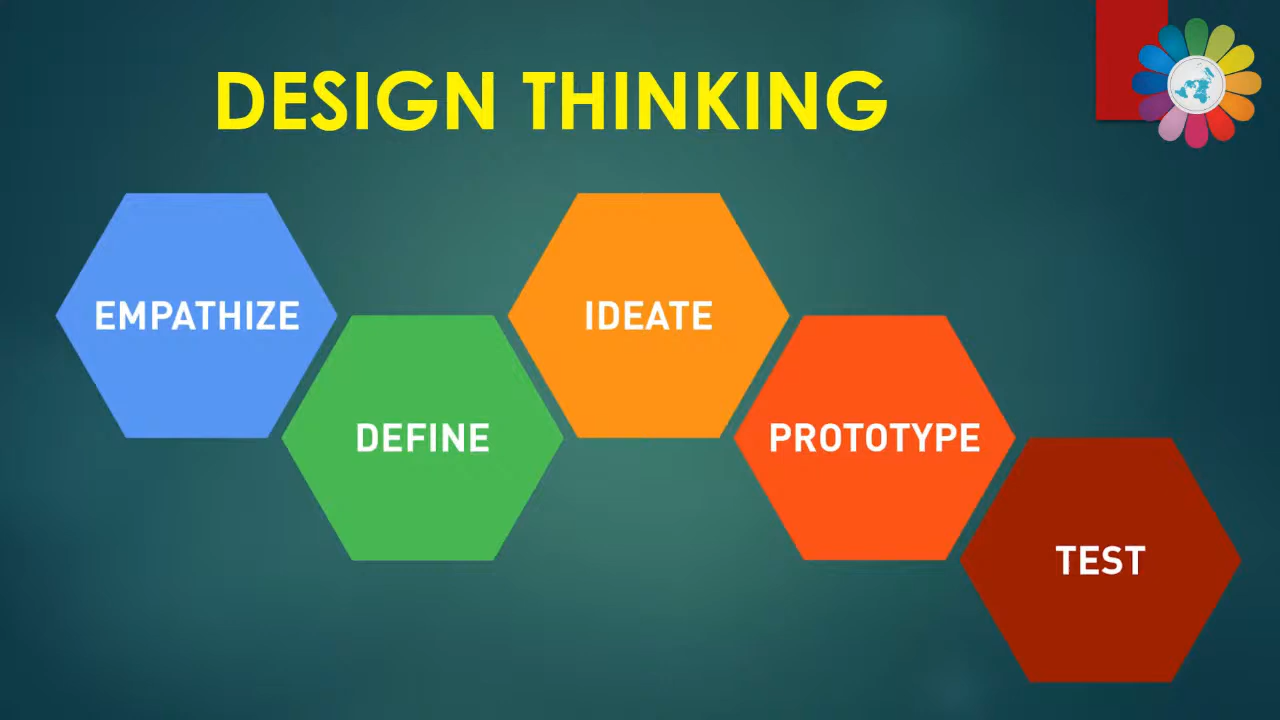 DESIGN THINKING
EMPATHIZE
DEFINE
IDEATE
PROTOTYPE
TEST